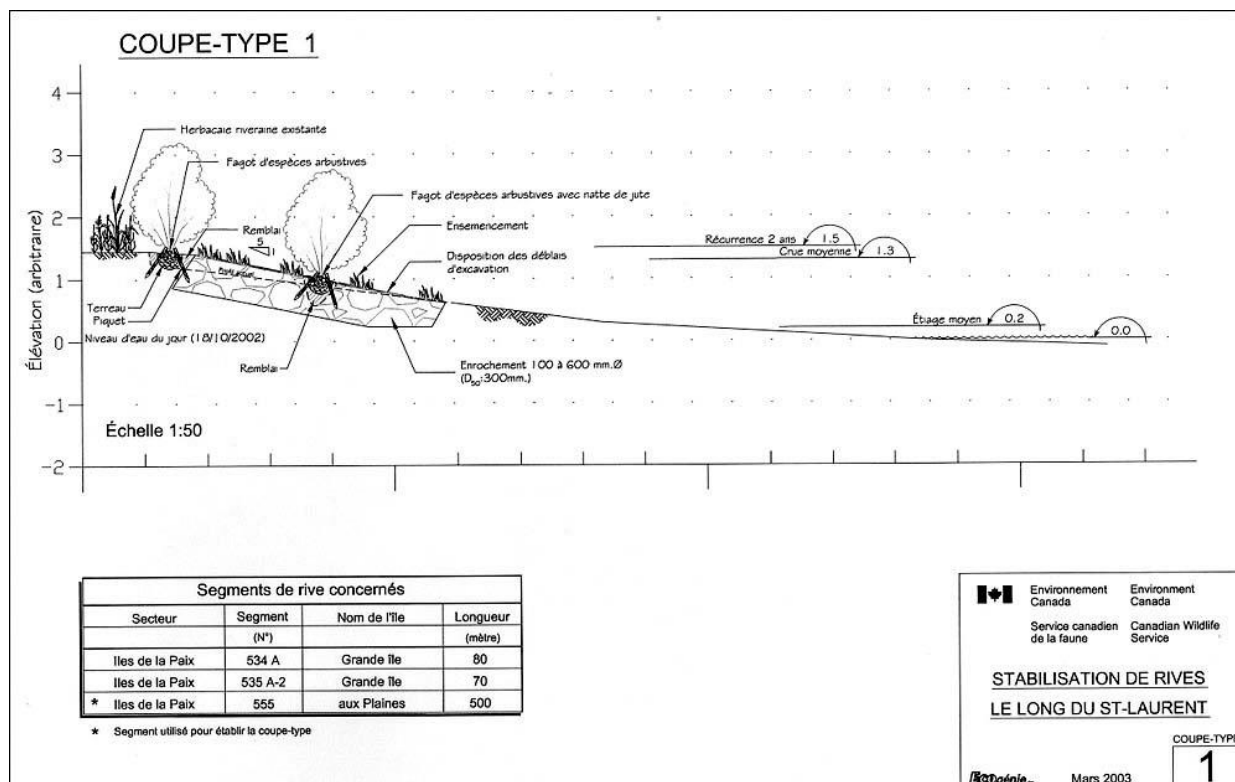 COUPE-TYPE 1
4
Herbacaie riveraine existante
3
Fagot d'espèces arbustives
Fagot d'espèces arbustives avec natte de jute
2
Remblai
Ensemencement
5
1
Récurrence 2 ans 1.5
Crue moyenne 1.3
Disposition des déblais
d'excavation
Élévation (arbitraire)
1
Terreau
Piquet
Étiage moyen 0.2
0.0
Niveau d'eau du jour (18/10/2002)
0
Remblai
Enrochement 100 à 600 mm.Ø
(D50:300mm.)
-1
Échelle 1:50
-2
Segments de rive concernés
Secteur Segment Nom de l'île Longueur
(N°) (mètre)
Iles de la Paix 534 A Grande île 80
Iles de la Paix 535 A-2 Grande île 70
* Iles de la Paix 555 aux Plaines 500
* Segment utilisé pour établir la coupe-type
Environnement Environment
Canada Canada
Service canadien Canadian Wildlife
de la faune Service
STABILISATION DE RIVES
LE LONG DU ST-LAURENT
COUPE-TYPE
1
Mars 2003